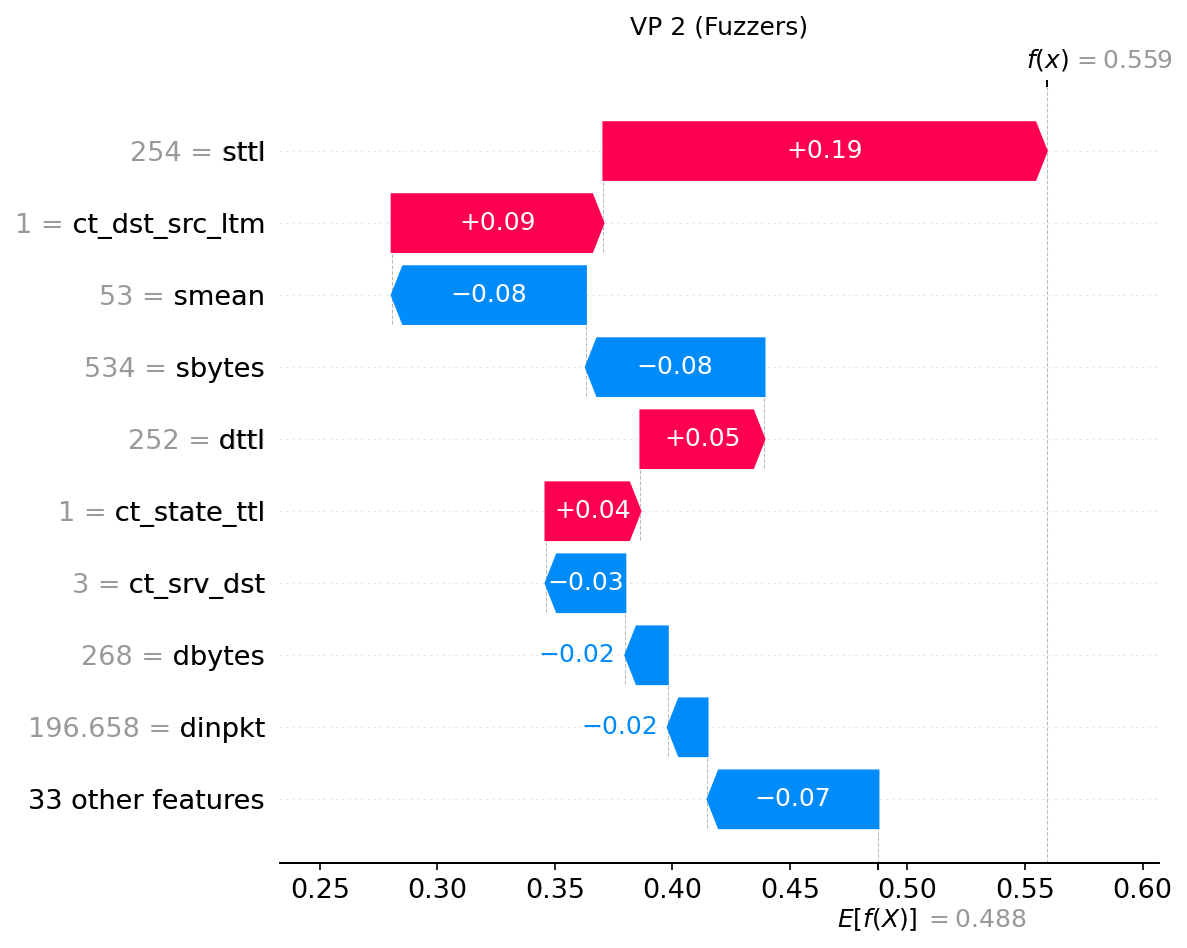 VP 2 (Fuzzers)
f(x) = 0.559
254 = sttl +0.19
1 = ct_dst_src_ltm +0.09
53 = smean −0.08
534 = sbytes −0.08
252 = dttl +0.05
1 = ct_state_ttl +0.04
3 = ct_srv_dst −0.03
268 = dbytes −0.02
196.658 = dinpkt −0.02
33 other features −0.07
0.25 0.30 0.35 0.40 0.45 0.50 0.55 0.60
E[f(X)] = 0.488